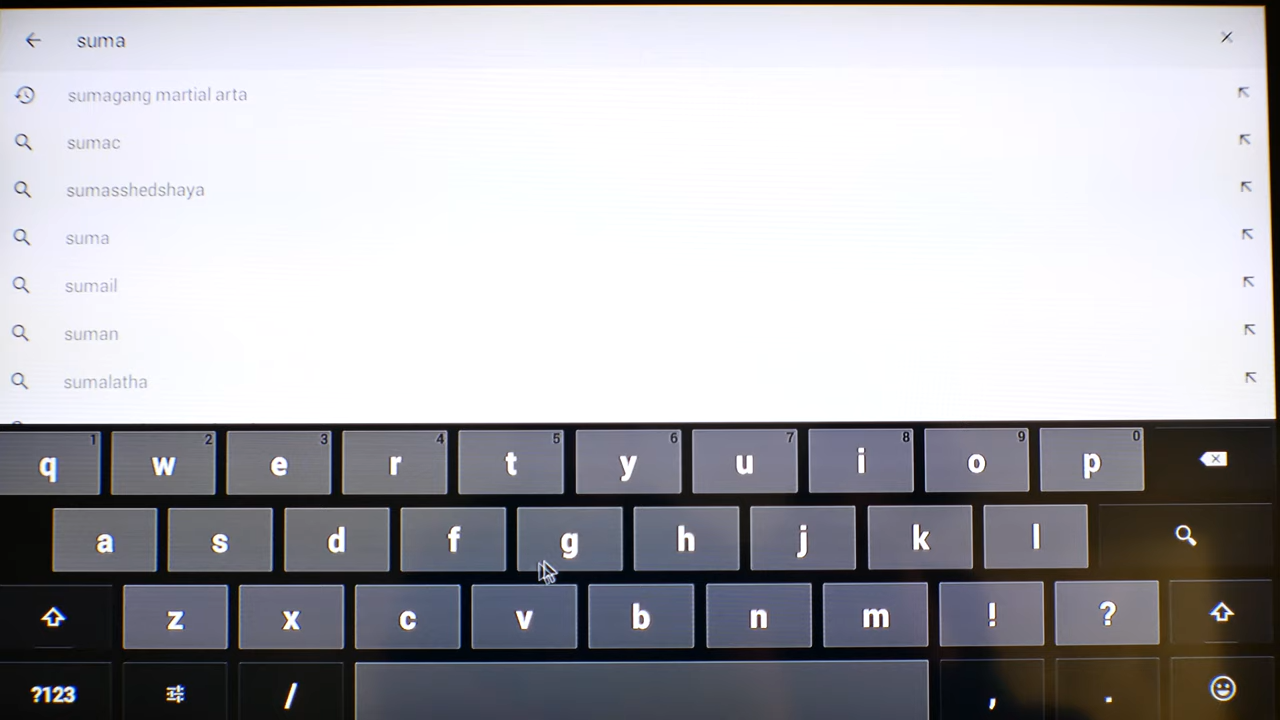 suma
sumagang martial arta
sumac
sumasshedshaya
suma
sumail
suman
sumalatha
q 1 w 2 e 3 r 4 t 5 y 6 u 7 i 8 o 9 p 0
a s d f g h j k l
z x c v b n m ! ?
?123 / , .